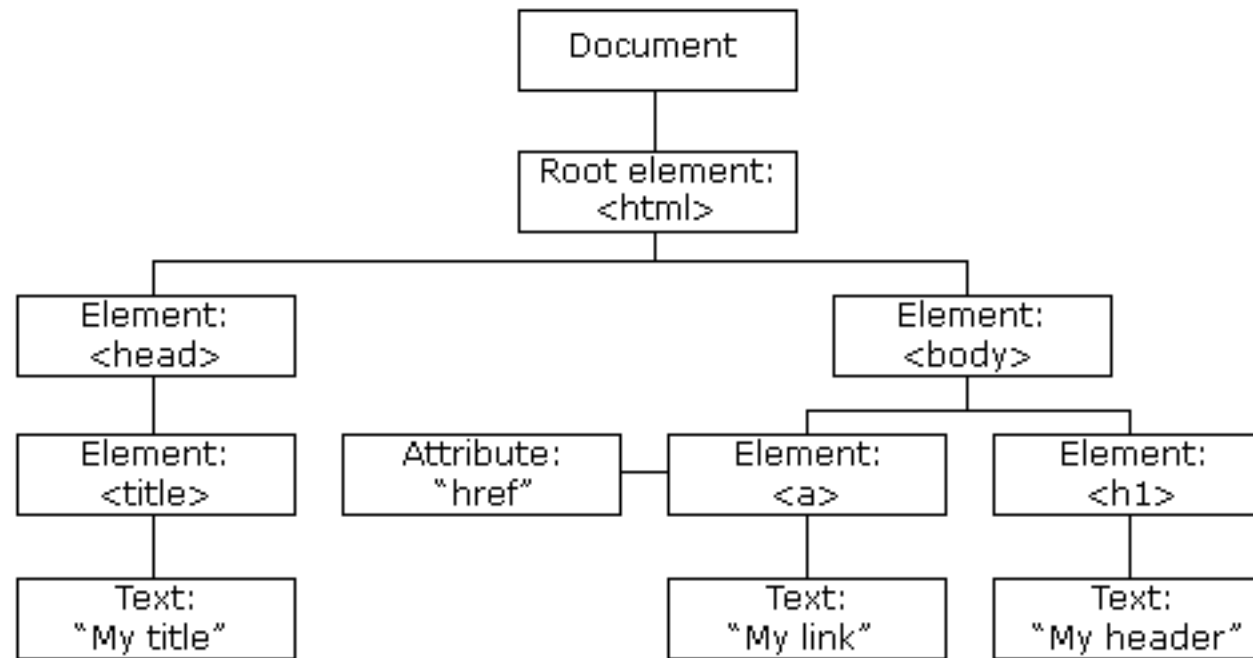 Document
Root element:
<html>
Element:
<head>
Element:
<body>
Element:
<title>
Attribute:
“href”
Element:
<a>
Element:
<h1>
Text:
“My title”
Text:
“My link”
Text:
“My header”